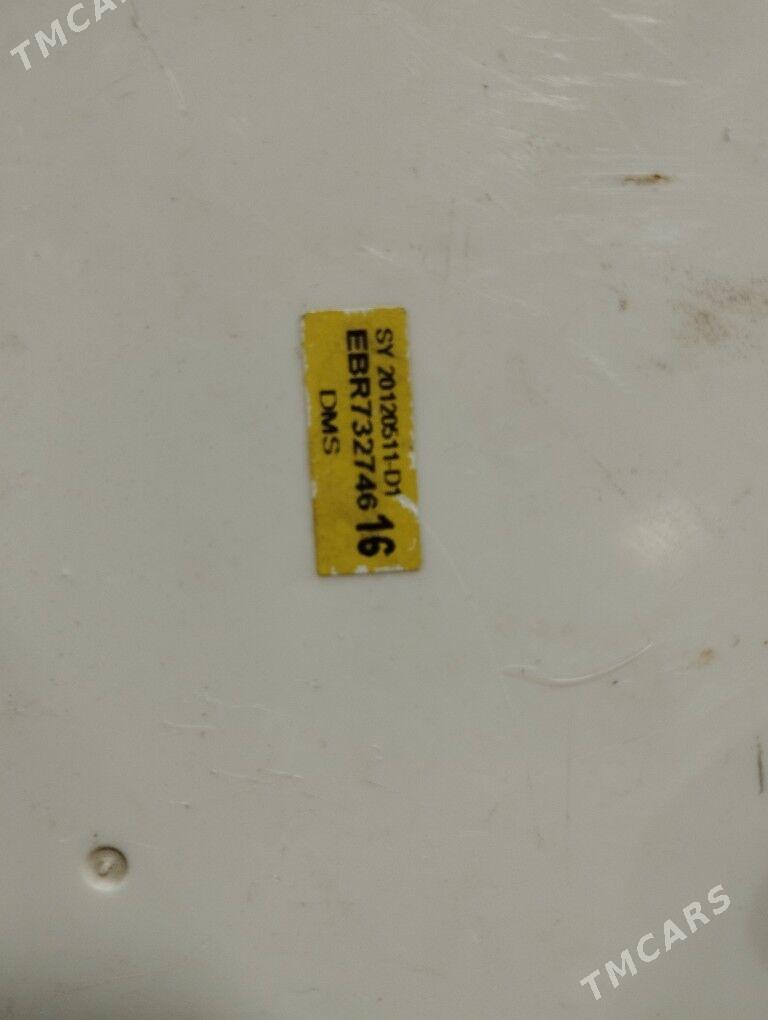 TMCARS
SY 20120511-D1
EBR73274616
DMS
TMCARS